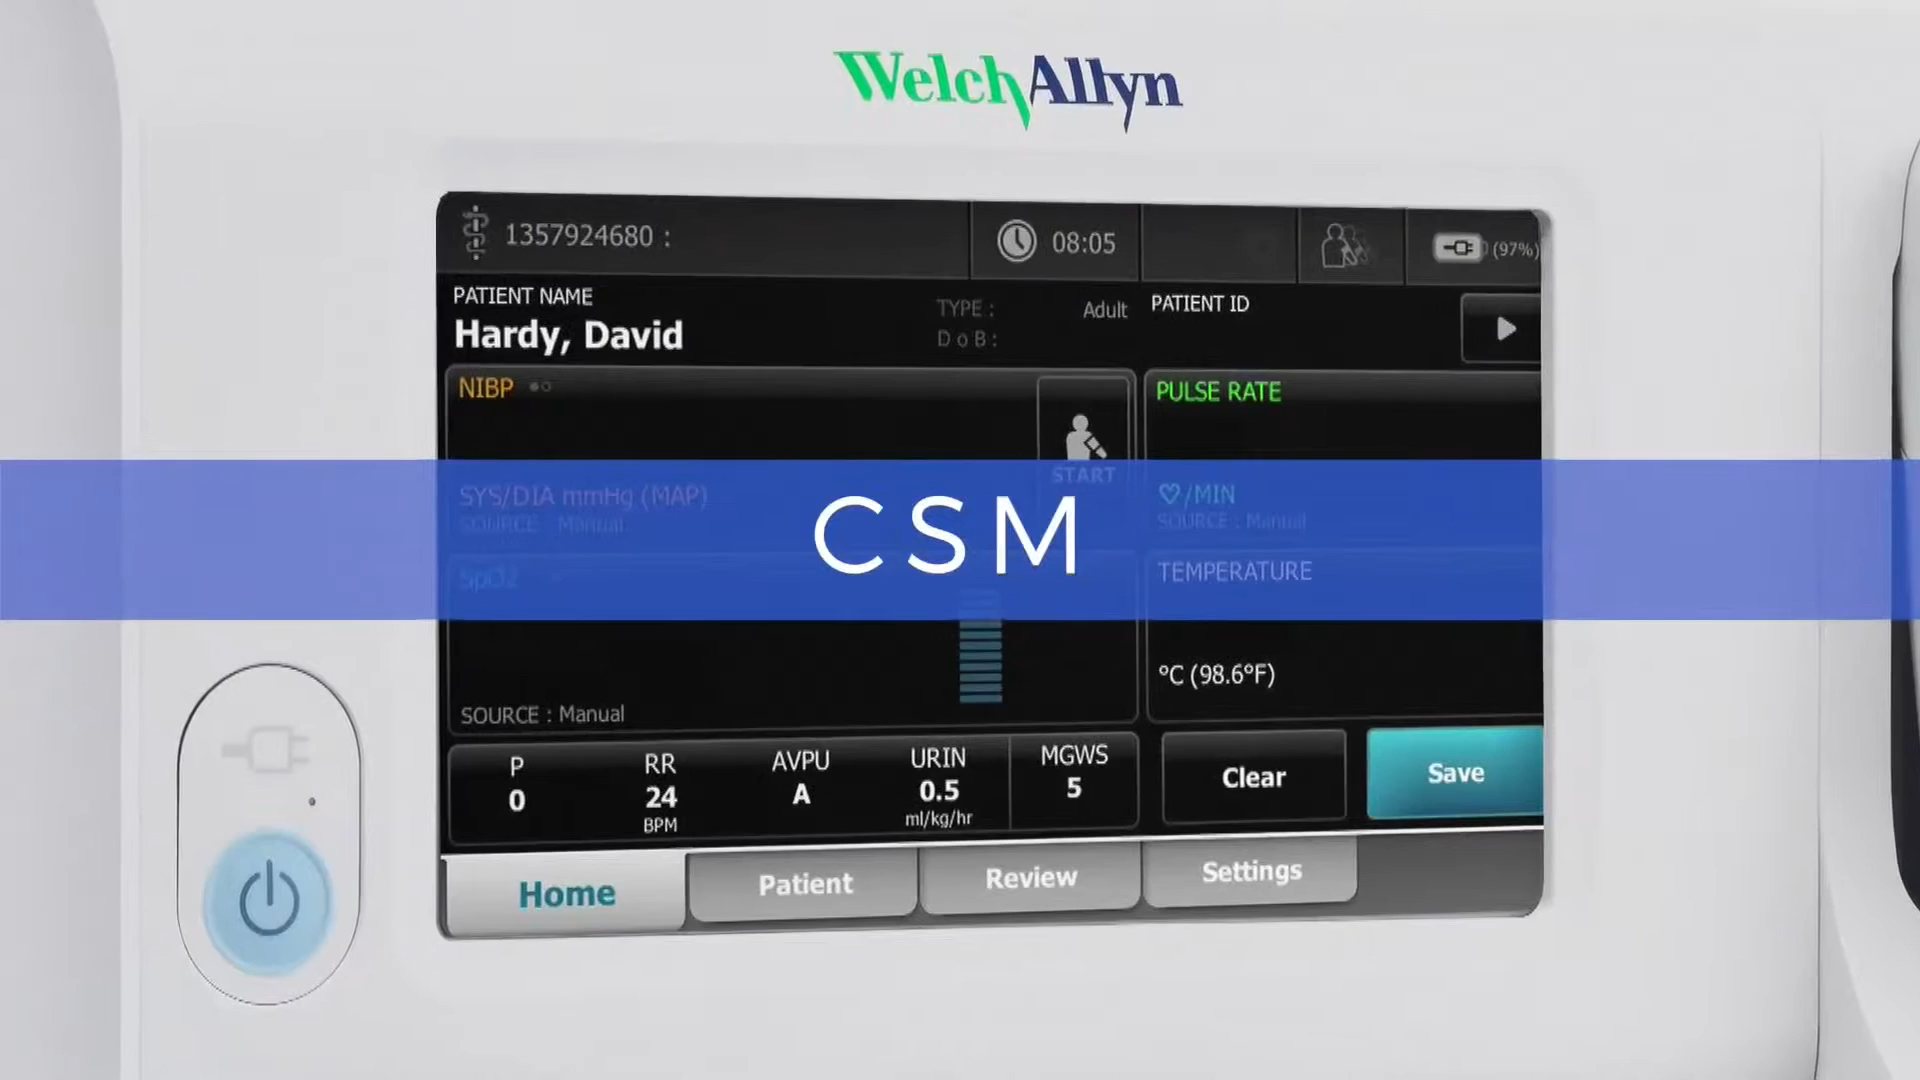 WelchAllyn
1357924680 :
08:05
(97%)
PATIENT NAME
Hardy, David
TYPE :
Adult
D o B :
PATIENT ID
NIBP
START
SYS/DIA mmHg (MAP)
SOURCE : Manual
PULSE RATE
♡/MIN
SOURCE : Manual
CSM
SpO2
SOURCE : Manual
TEMPERATURE
°C (98.6°F)
P
0
RR
24
BPM
AVPU
A
URIN
0.5
ml/kg/hr
MGWS
5
Clear
Save
Home
Patient
Review
Settings